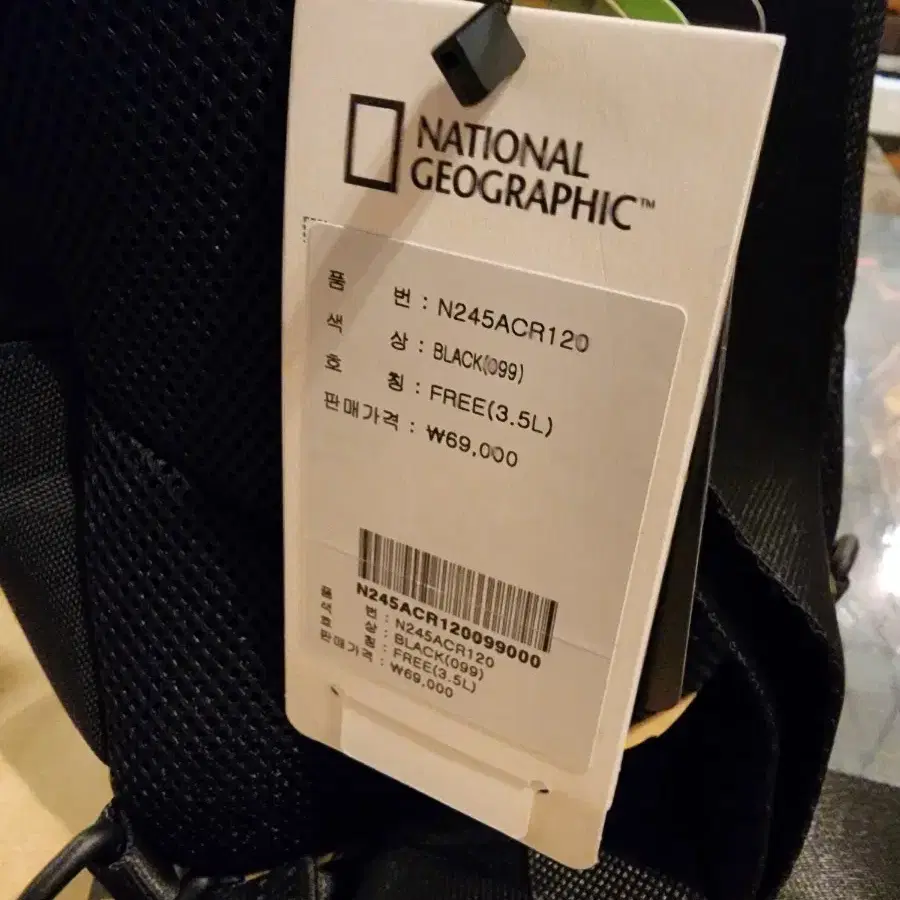 NATIONAL
GEOGRAPHIC™
품 번 : N245ACR120
색 상 : BLACK(099)
호 칭 : FREE(3.5L)
판매가격 : ₩69,000
N245ACR120099000
품 번 : N245ACR120
색 상 : BLACK(099)
호 칭 : FREE(3.5L)
판매가격 : ₩69,000